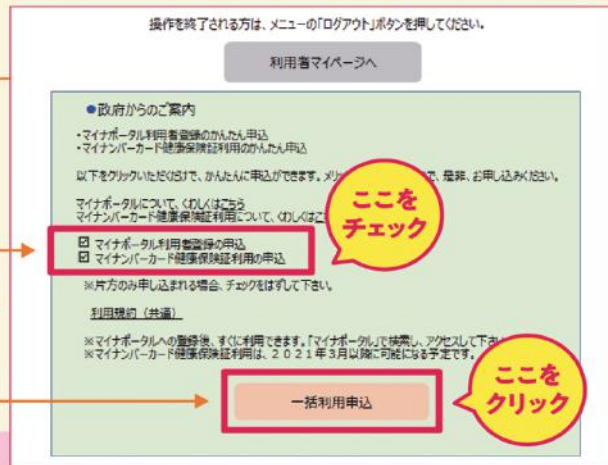 操作を終了される方は、メニューの「ログアウト」ボタンを押してください。
利用者マイページへ
●政府からのご案内
・マイナポータル利用者登録のかんたん申込
・マイナンバーカード健康保険証利用のかんたん申込
以下をクリックいただくだけで、かんたんに申込ができます。メリッ で、是非、お申し込みください。
マイナポータルについて、くわしくはこちら
マイナンバーカード健康保険証利用について、くわしくはこ
ここを
チェック
☑ マイナポータル利用者登録の申込
☑ マイナンバーカード健康保険証利用の申込
※片方のみ申し込まれる場合、チェックをはずして下さい。
利用規約（共通）
※マイナポータルへの登録後、すぐに利用できます。「マイナポータル」で検索し、アクセスして下さ
※マイナンバーカード健康保険証利用は、２０２１年３月以降に可能になる予定です。
一括利用申込
ここを
クリック